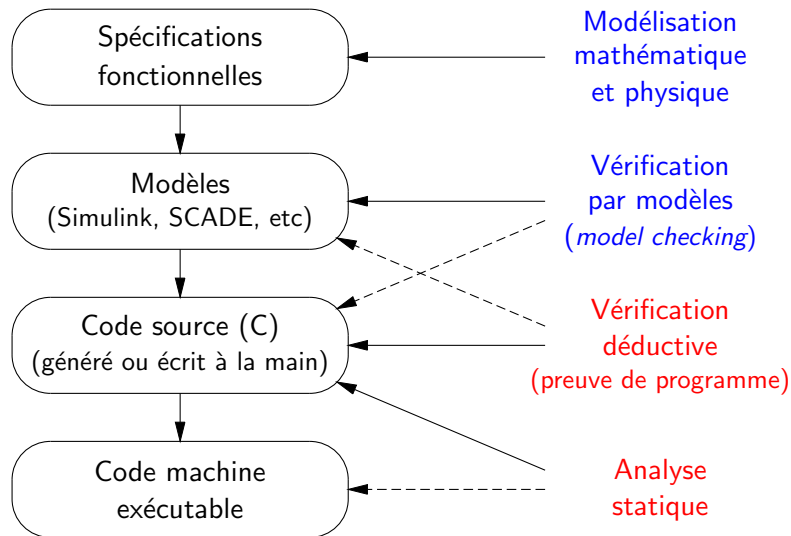 Spécifications
fonctionnelles
Modélisation
mathématique
et physique
Modèles
(Simulink, SCADE, etc)
Vérification
par modèles
(model checking)
Code source (C)
(généré ou écrit à la main)
Vérification
déductive
(preuve de programme)
Code machine
exécutable
Analyse
statique